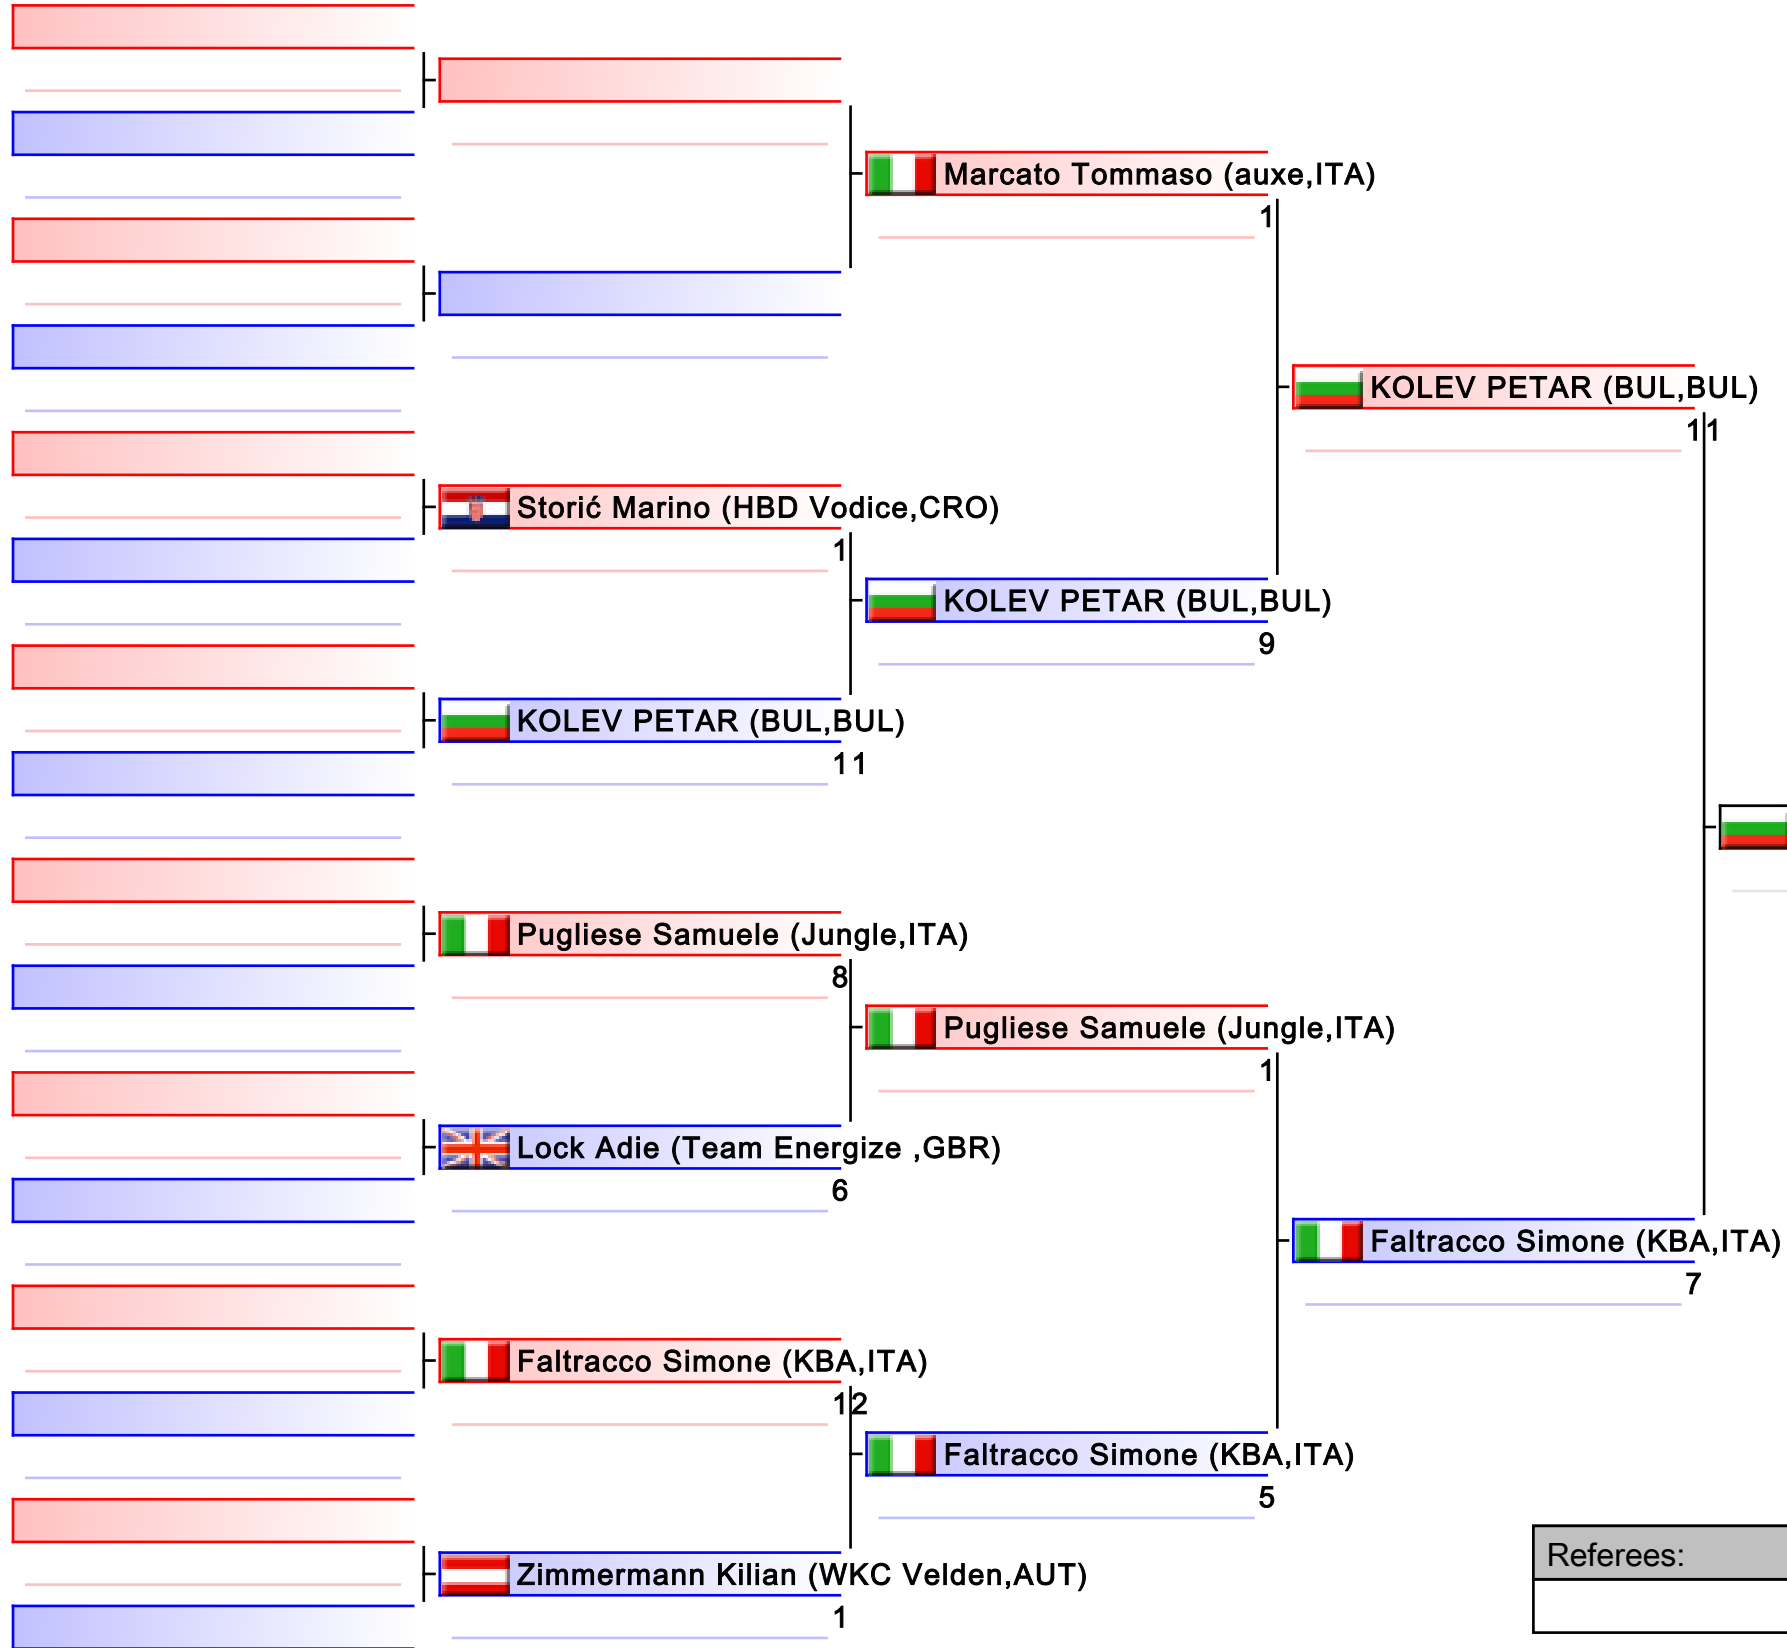 Marcato Tommaso (auxe,ITA)
1
KOLEV PETAR (BUL,BUL)
11
Storić Marino (HBD Vodice,CRO)
1
KOLEV PETAR (BUL,BUL)
9
KOLEV PETAR (BUL,BUL)
11
Pugliese Samuele (Jungle,ITA)
8
Pugliese Samuele (Jungle,ITA)
1
Lock Adie (Team Energize ,GBR)
6
Faltracco Simone (KBA,ITA)
7
Faltracco Simone (KBA,ITA)
12
Faltracco Simone (KBA,ITA)
5
Zimmermann Kilian (WKC Velden,AUT)
1
Referees: